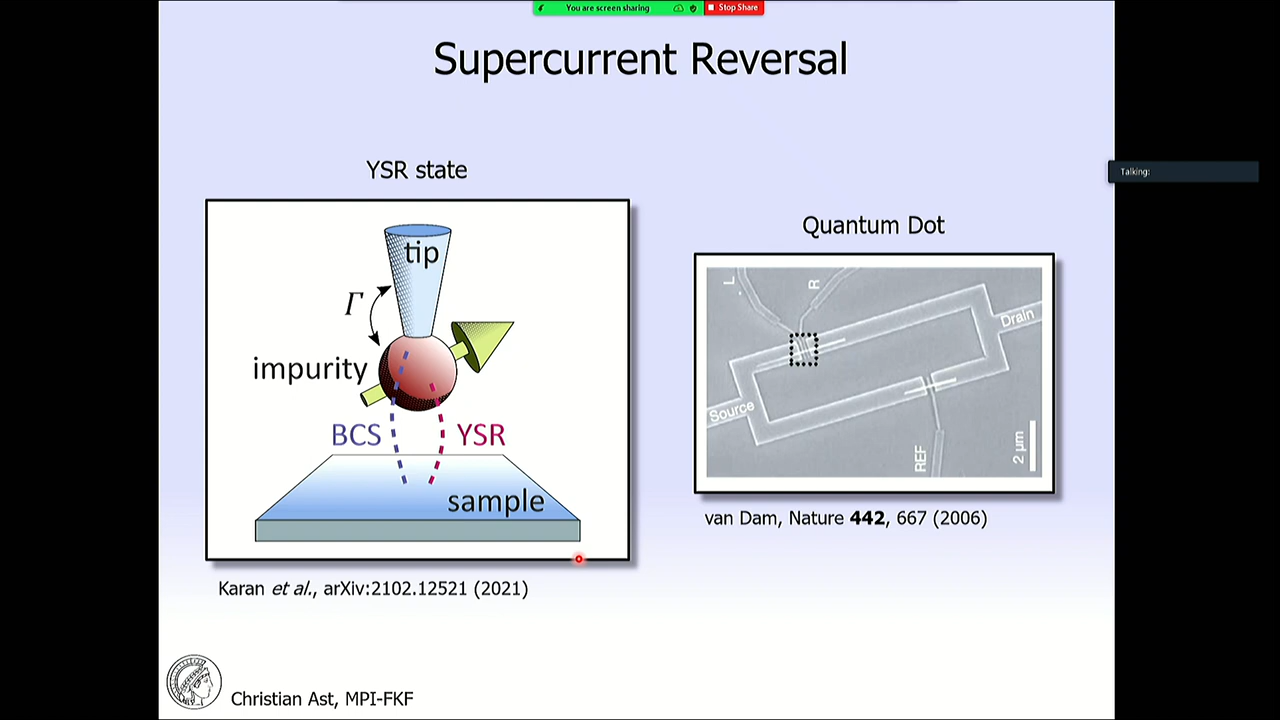 You are screen sharing
Stop Share
Supercurrent Reversal
Talking:
YSR state
tip
Γ
impurity
BCS
YSR
sample
Karan et al., arXiv:2102.12521 (2021)
Quantum Dot
L
R
Drain
Source
REF
2 μm
van Dam, Nature 442, 667 (2006)
Christian Ast, MPI-FKF